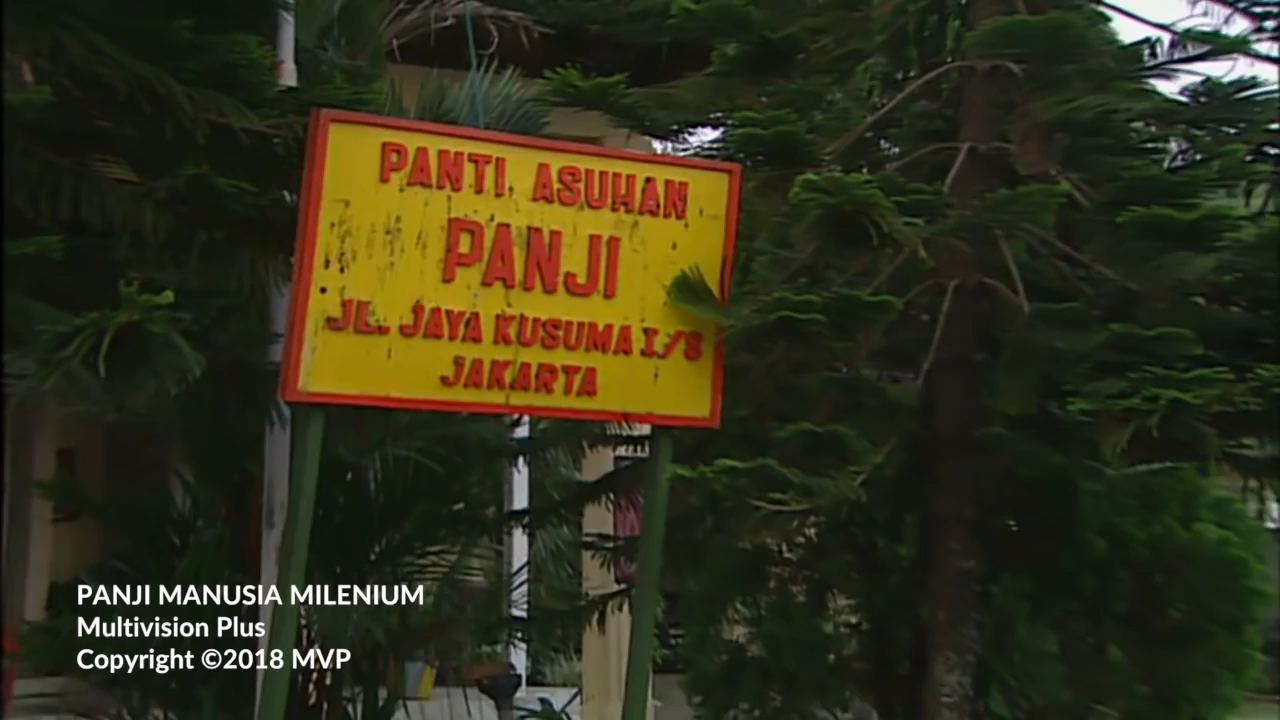 PANTI ASUHAN
PANJI
JL. JAYA KUSUMA I/8
JAKARTA
PANJI MANUSIA MILENIUM
Multivision Plus
Copyright ©2018 MVP